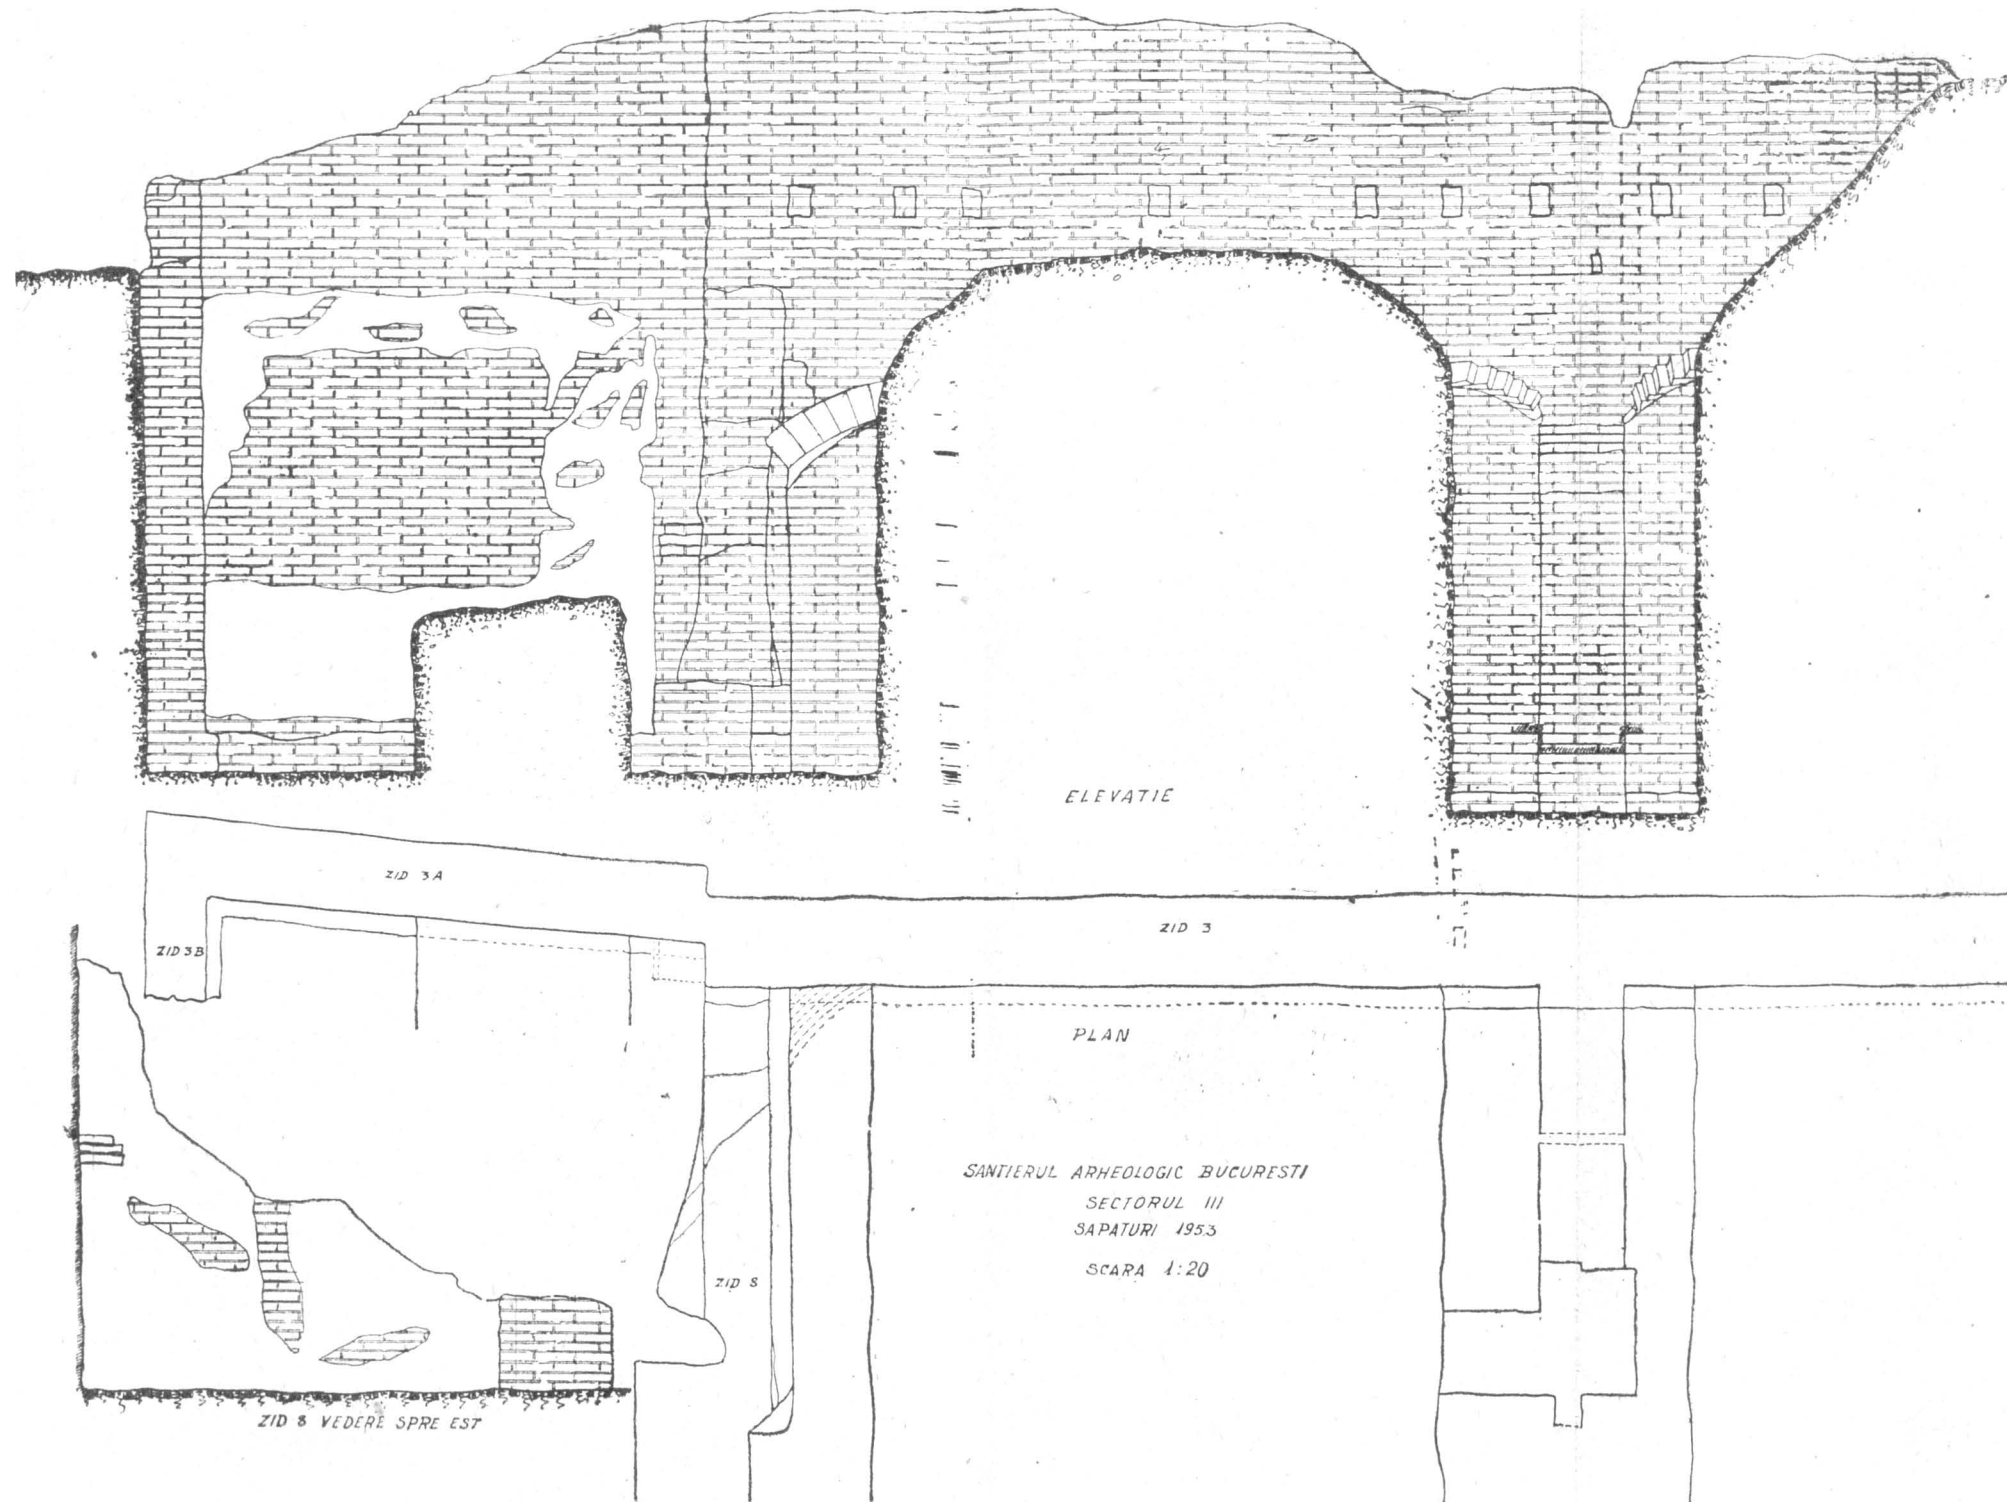 ELEVATIE
ZID 3A
ZID 3B
ZID 3
PLAN
SANTIERUL ARHEOLOGIC BUCURESTI
SECTORUL III
SAPATURI 1953
SCARA 1:20
ZID 8
ZID 8 VEDERE SPRE EST